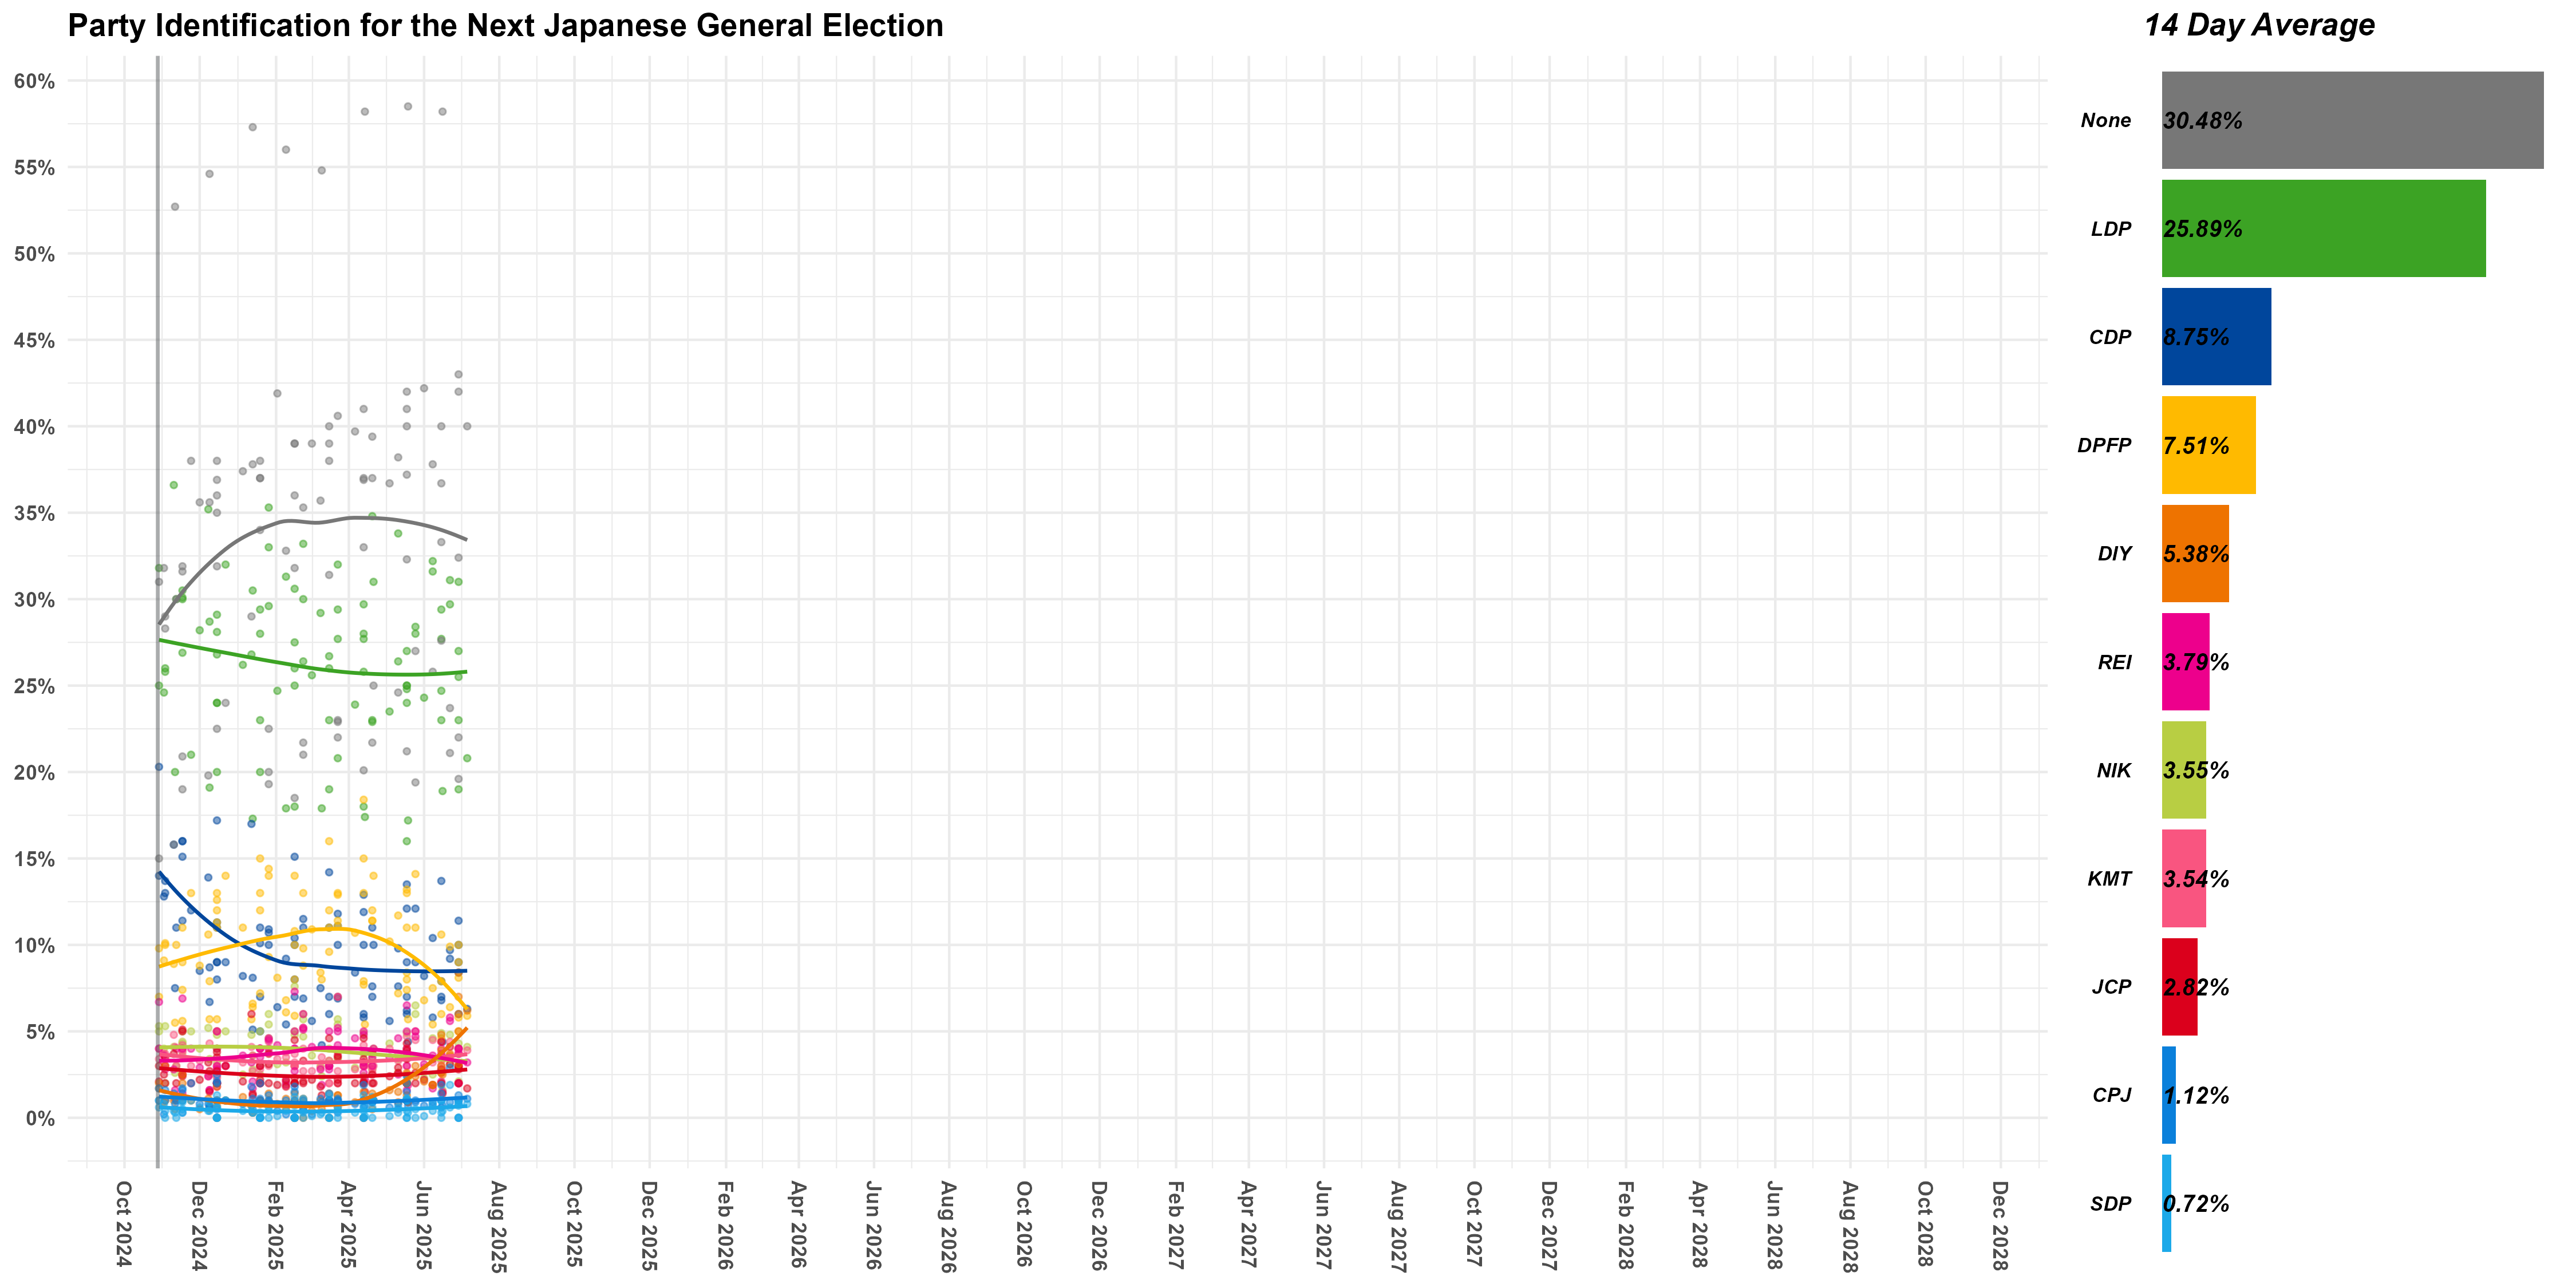 Party Identification for the Next Japanese General Election
14 Day Average
60%
55%
50%
45%
40%
35%
30%
25%
20%
15%
10%
5%
0%
Oct 2024
Dec 2024
Feb 2025
Apr 2025
Jun 2025
Aug 2025
Oct 2025
Dec 2025
Feb 2026
Apr 2026
Jun 2026
Aug 2026
Oct 2026
Dec 2026
Feb 2027
Apr 2027
Jun 2027
Aug 2027
Oct 2027
Dec 2027
Feb 2028
Apr 2028
Jun 2028
Aug 2028
Oct 2028
Dec 2028
None 30.48%
LDP 25.89%
CDP 8.75%
DPFP 7.51%
DIY 5.38%
REI 3.79%
NIK 3.55%
KMT 3.54%
JCP 2.82%
CPJ 1.12%
SDP 0.72%